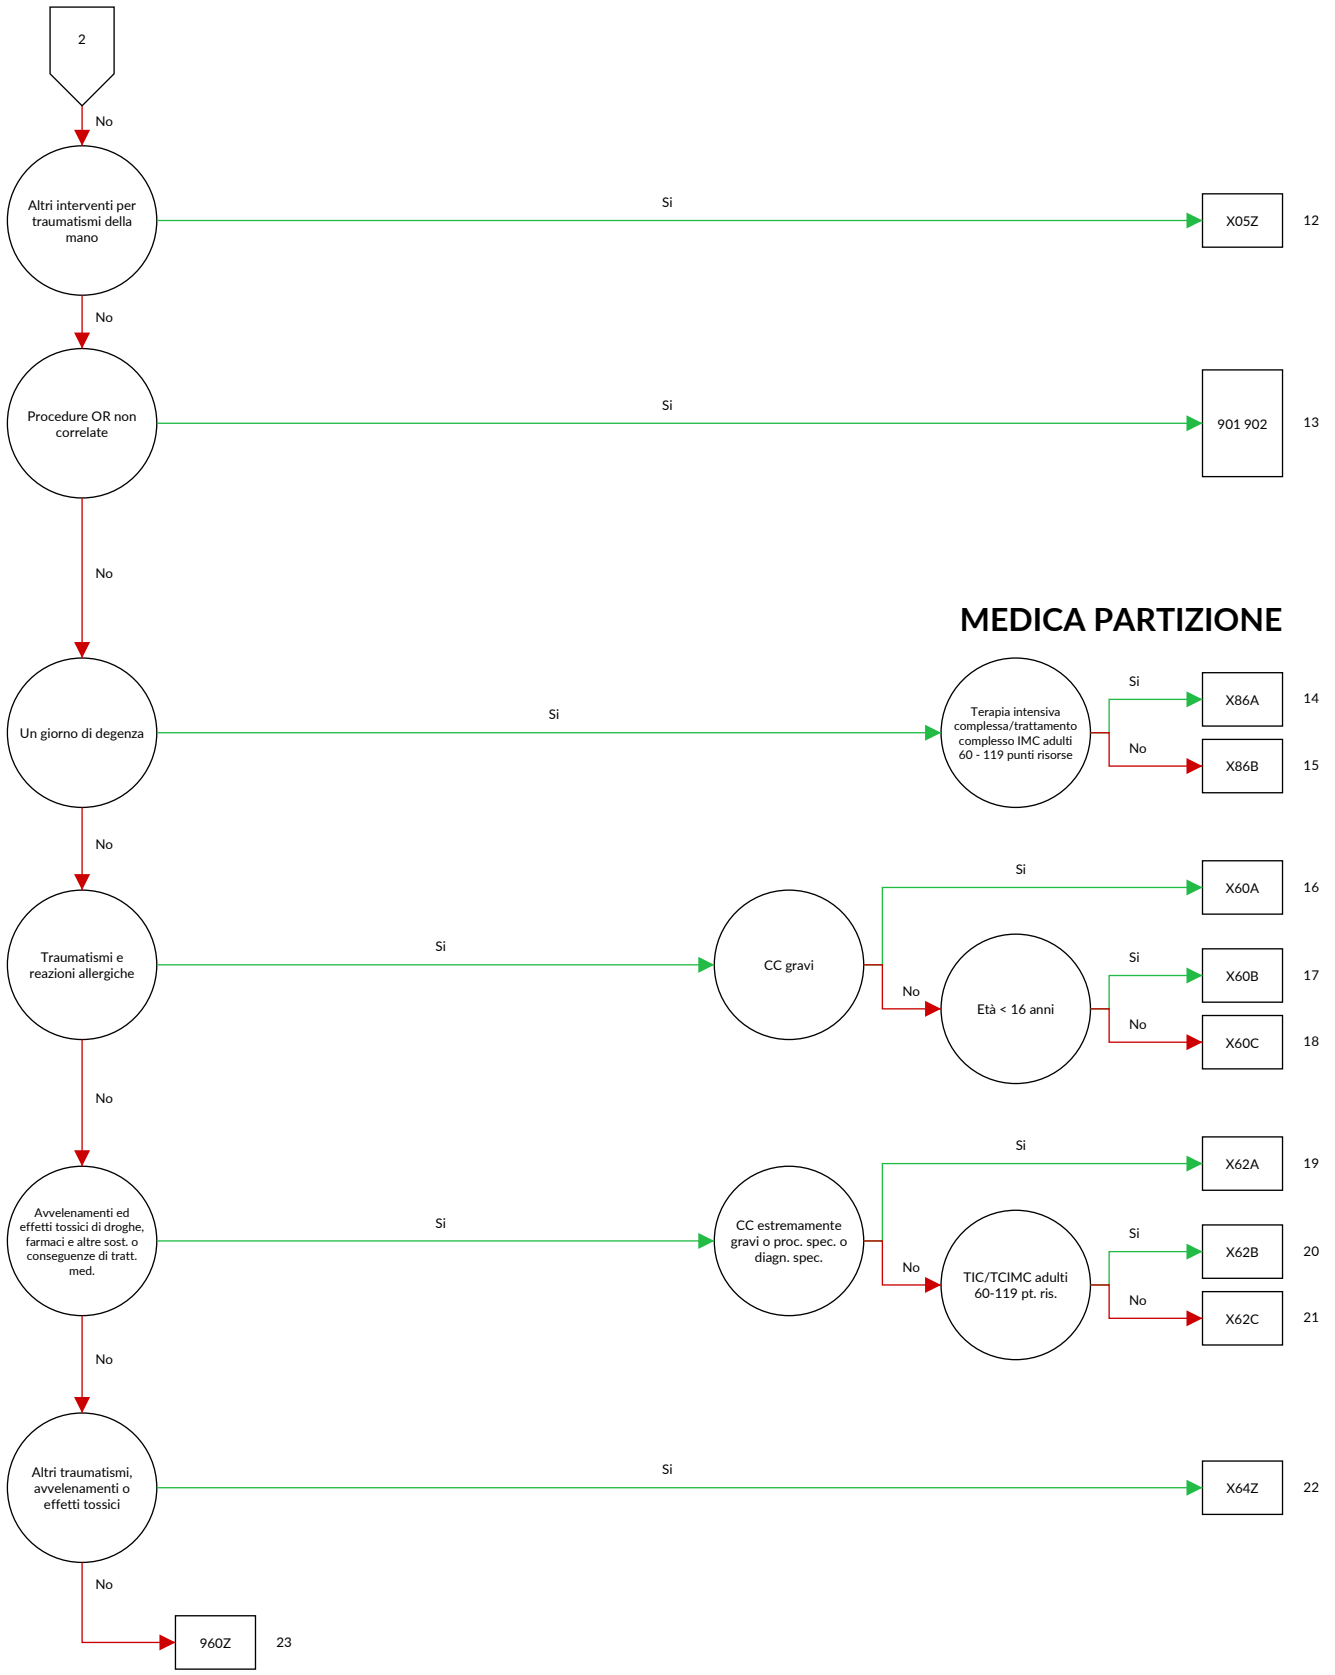 2
No
Altri interventi per
traumatismi della
mano
Si
X05Z
12
No
Procedure OR non
correlate
Si
901 902
13
No
MEDICA PARTIZIONE
Un giorno di degenza
Si
Terapia intensiva
complessa/trattamento
complesso IMC adulti
60 - 119 punti risorse
Si
X86A
14
No
X86B
15
No
Traumatismi e
reazioni allergiche
Si
CC gravi
Si
X60A
16
No
Età < 16 anni
Si
X60B
17
No
X60C
18
No
Avvelenamenti ed
effetti tossici di droghe,
farmaci e altre sost. o
conseguenze di tratt.
med.
Si
CC estremamente
gravi o proc. spec. o
diagn. spec.
Si
X62A
19
No
TIC/TCIMC adulti
60-119 pt. ris.
Si
X62B
20
No
X62C
21
No
Altri traumatismi,
avvelenamenti o
effetti tossici
Si
X64Z
22
No
960Z
23